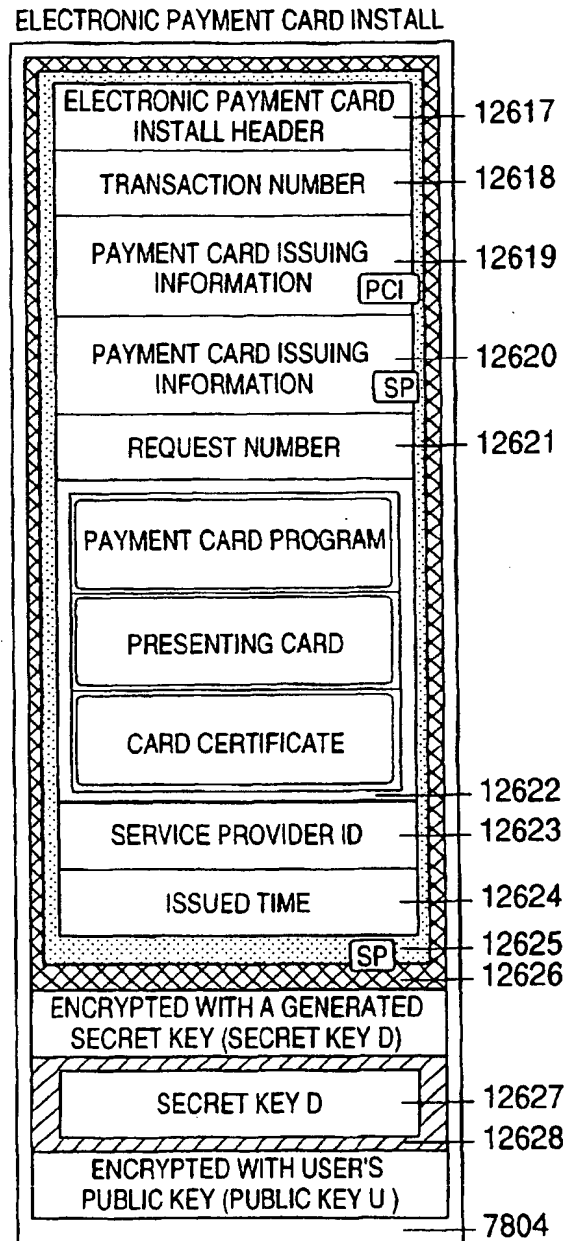 ELECTRONIC PAYMENT CARD INSTALL
ELECTRONIC PAYMENT CARD
INSTALL HEADER
12617
TRANSACTION NUMBER
12618
PAYMENT CARD ISSUING
INFORMATION
12619
PCI
PAYMENT CARD ISSUING
INFORMATION
12620
SP
REQUEST NUMBER
12621
PAYMENT CARD PROGRAM
PRESENTING CARD
CARD CERTIFICATE
12622
SERVICE PROVIDER ID
12623
ISSUED TIME
12624
SP
12625
12626
ENCRYPTED WITH A GENERATED
SECRET KEY (SECRET KEY D)
SECRET KEY D
12627
12628
ENCRYPTED WITH USER'S
PUBLIC KEY (PUBLIC KEY U )
7804